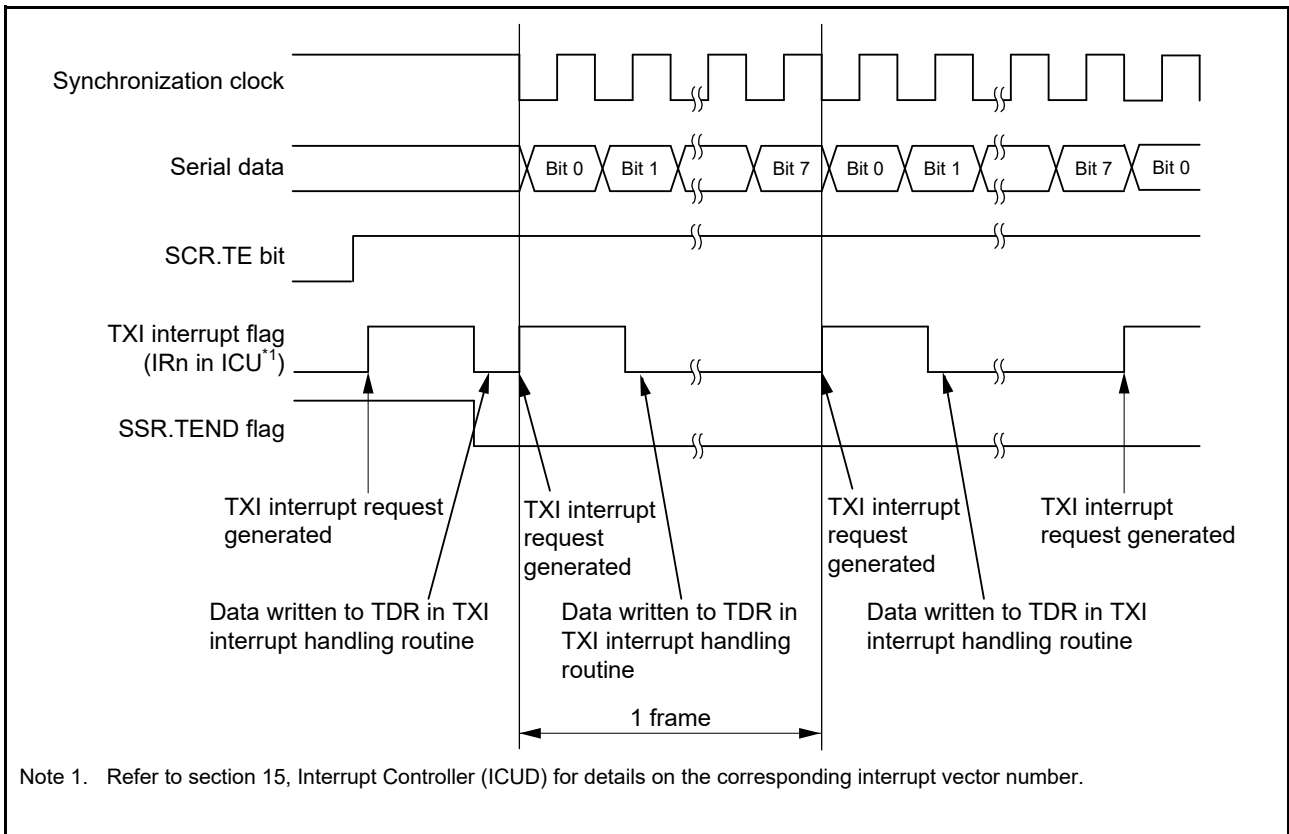 Synchronization clock
Serial data
Bit 0
Bit 1
Bit 7
Bit 0
Bit 1
Bit 7
Bit 0
SCR.TE bit
TXI interrupt flag
(IRn in ICU*1)
SSR.TEND flag
TXI interrupt request
generated
TXI interrupt
request
generated
TXI interrupt
request
generated
TXI interrupt
request generated
Data written to TDR in TXI
interrupt handling routine
Data written to TDR in
TXI interrupt handling
routine
Data written to TDR in TXI
interrupt handling routine
1 frame
Note 1. Refer to section 15, Interrupt Controller (ICUD) for details on the corresponding interrupt vector number.